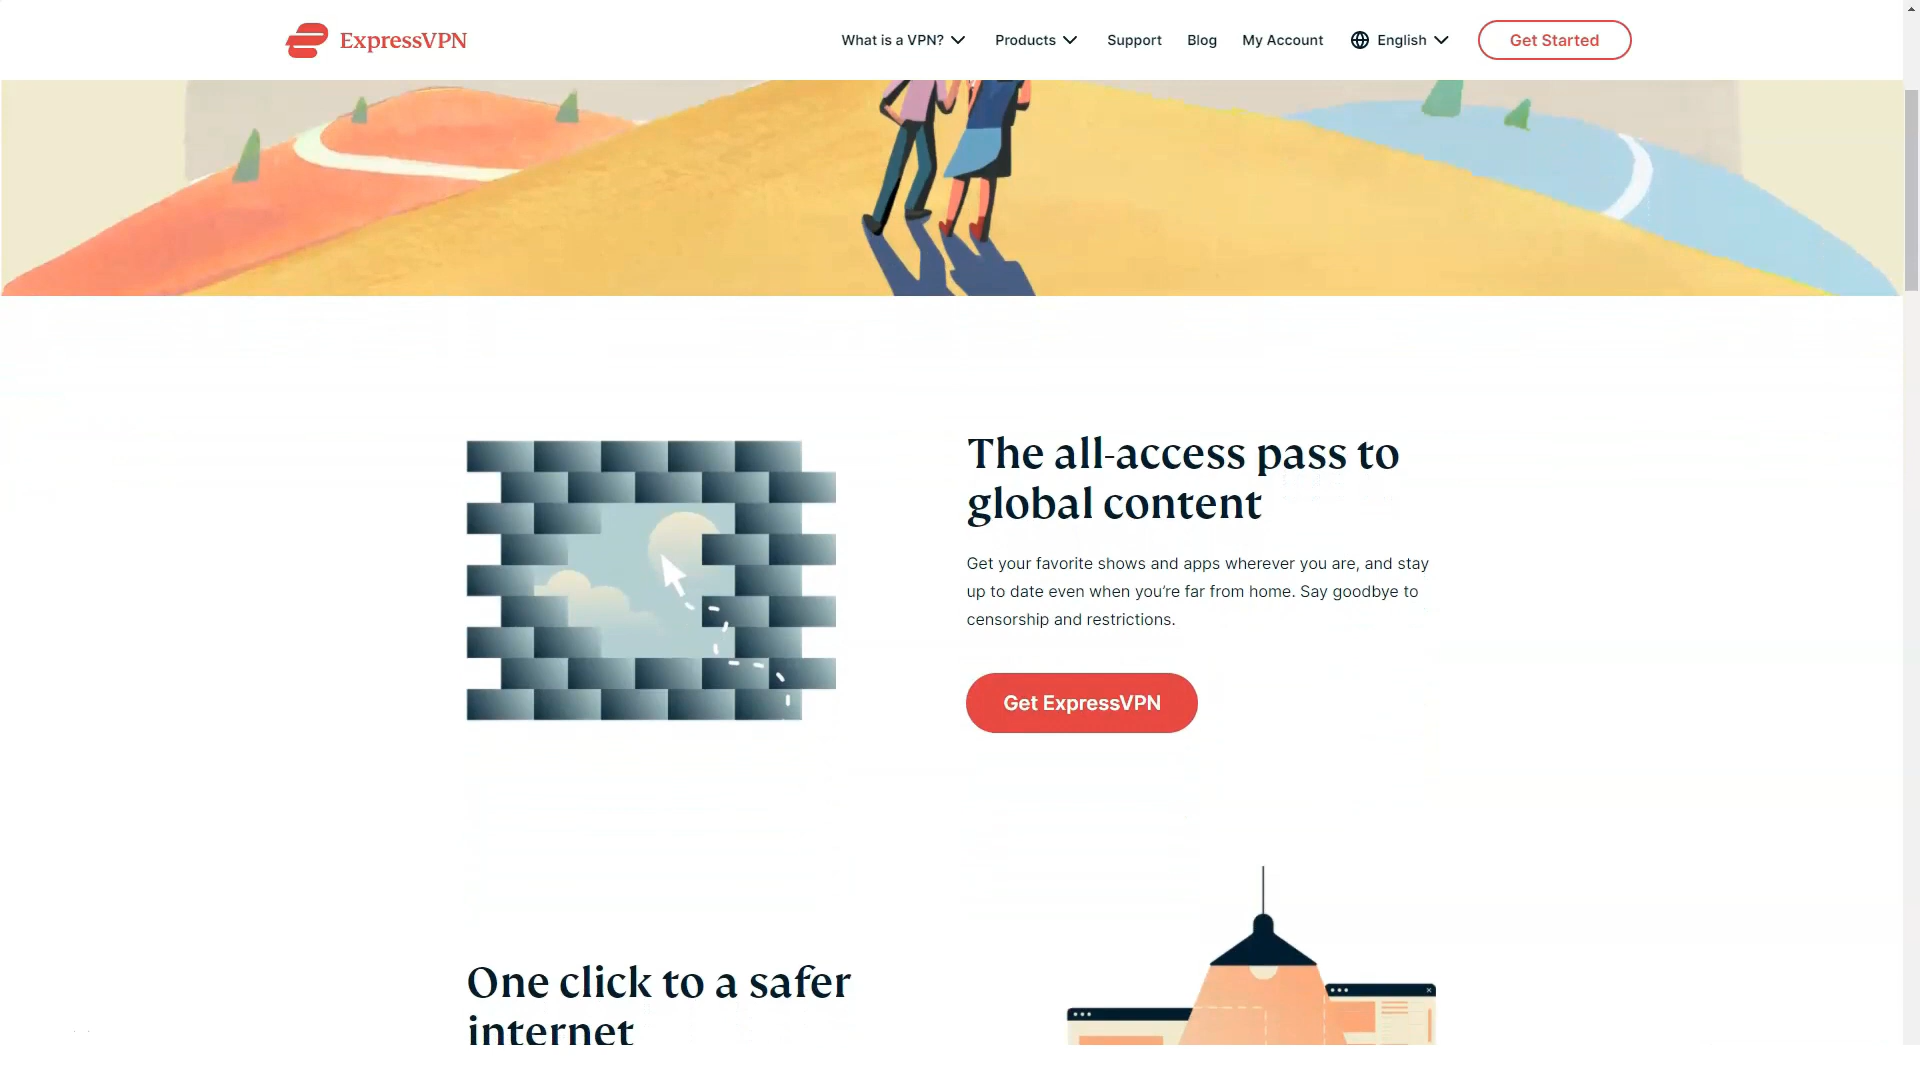 ExpressVPN
What is a VPN?
Products
Support
Blog
My Account
English
Get Started
The all-access pass to
global content
Get your favorite shows and apps wherever you are, and stay
up to date even when you’re far from home. Say goodbye to
censorship and restrictions.
Get ExpressVPN
One click to a safer
internet